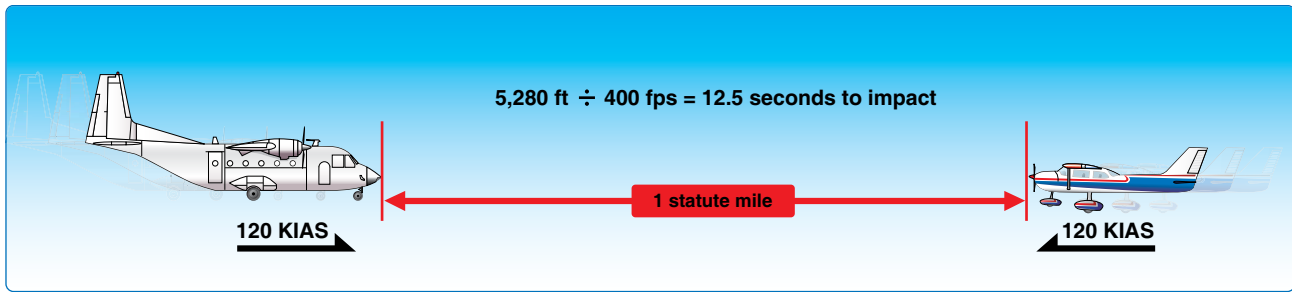 5,280 ft ÷ 400 fps = 12.5 seconds to impact
1 statute mile
120 KIAS
120 KIAS